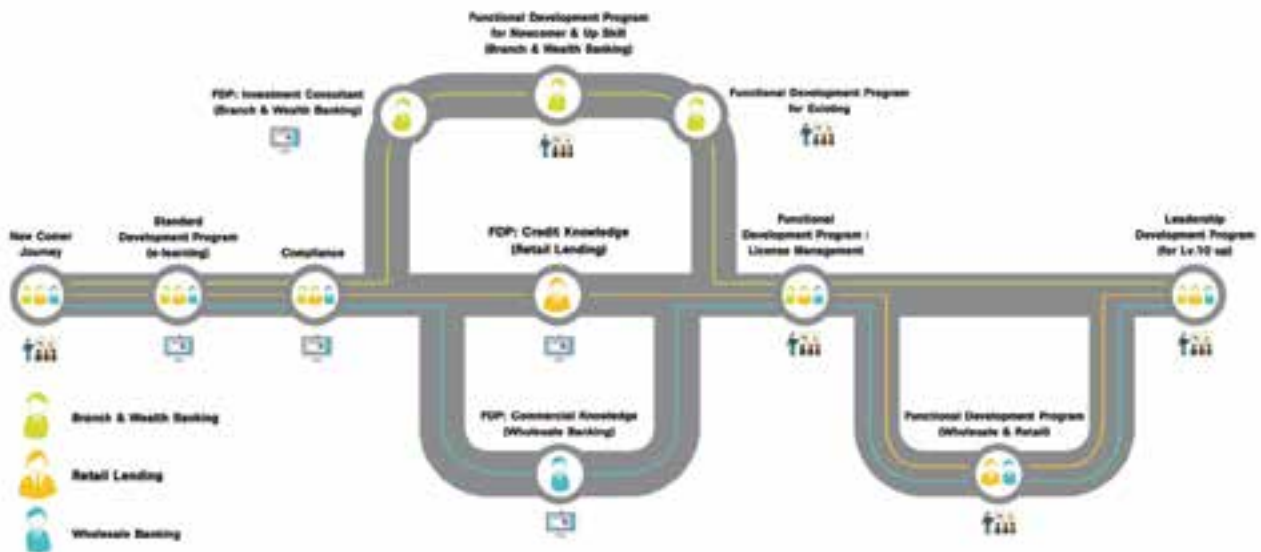 Functional Development Program
for Newcomer & Up Skill
(Branch & Wealth Banking)
FDP: Investment Consultant
(Branch & Wealth Banking)
Functional Development Program
for Existing
New Comer
Journey
Standard
Development Program
(e-learning)
Compliance
FDP: Credit Knowledge
(Retail Lending)
Functional
Development Program :
License Management
Leadership
Development Program
(for Lv.10 up)
Branch & Wealth Banking
Retail Lending
Wholesale Banking
FDP: Commercial Knowledge
(Wholesale Banking)
Functional Development Program
(Wholesale & Retail)